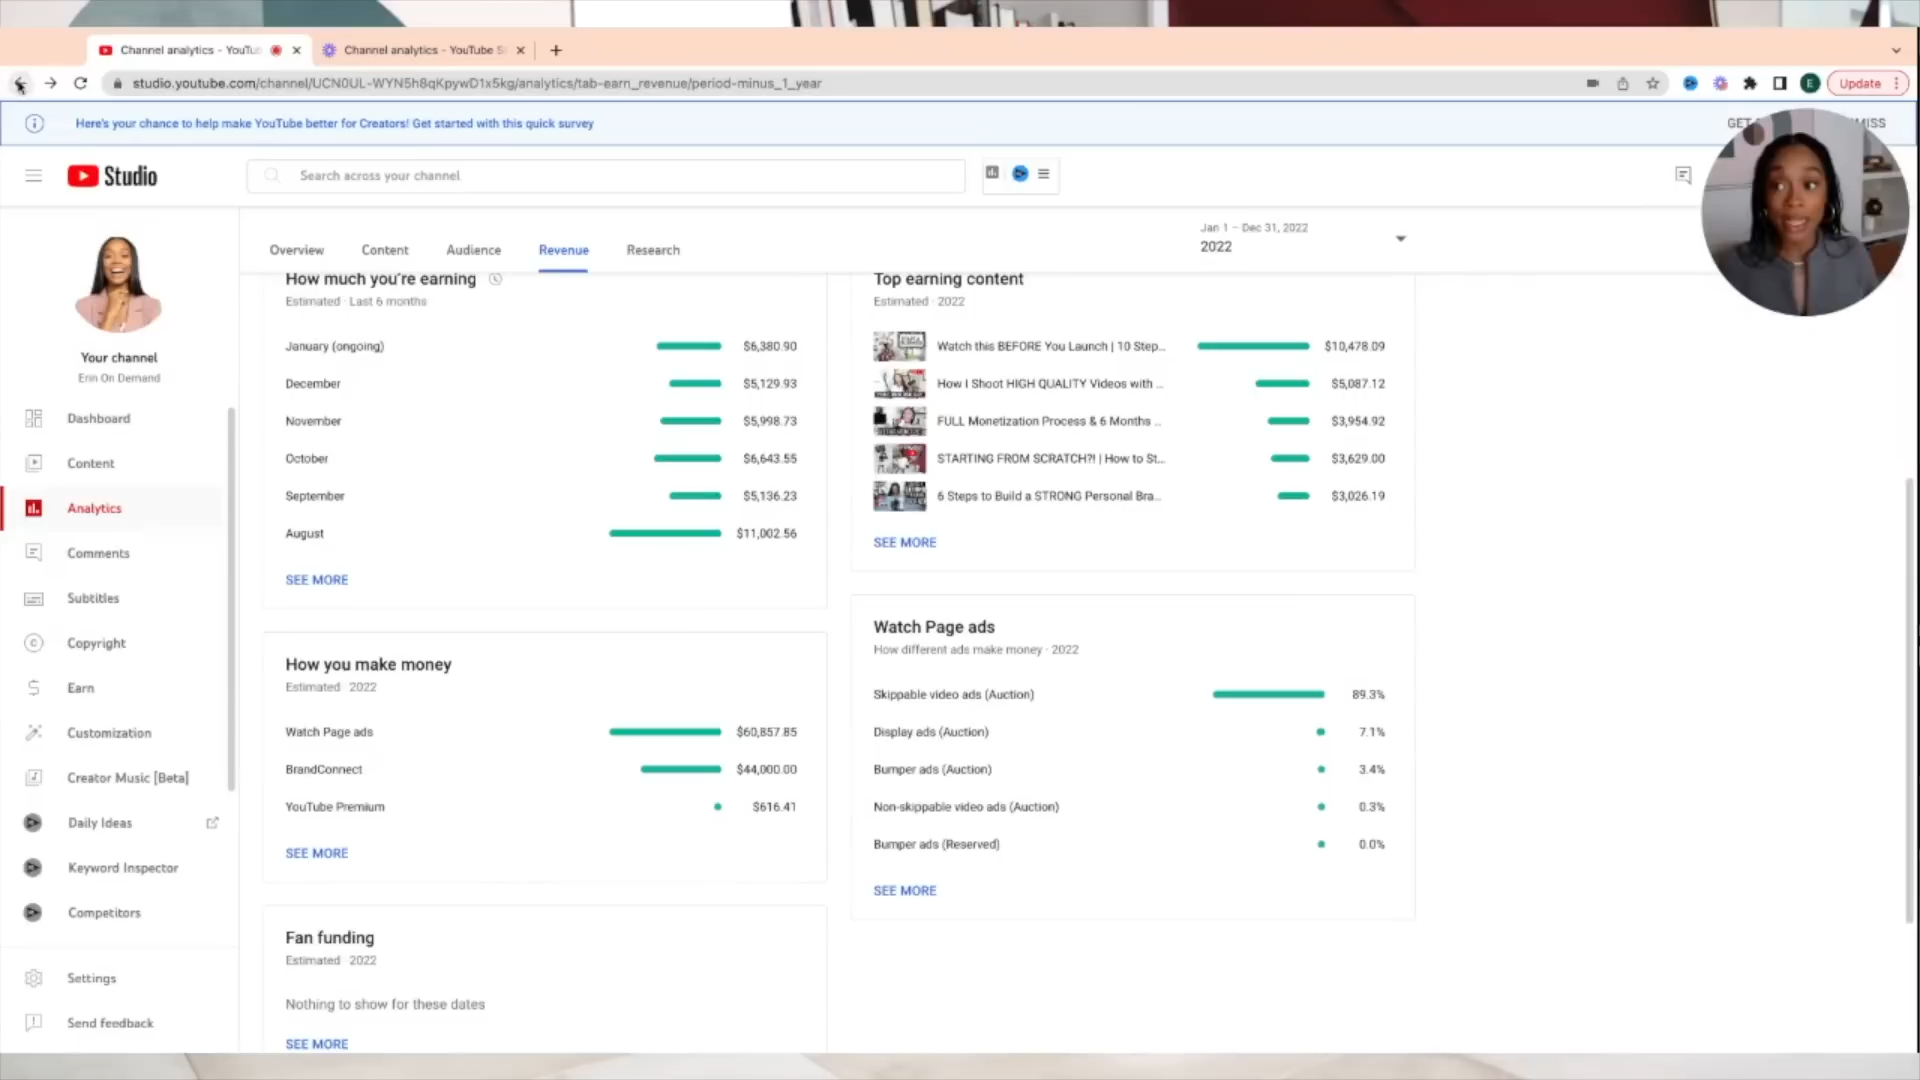 Channel analytics - YouTu
Channel analytics - YouTube S
studio.youtube.com/channel/UCN0UL-WYN5h8qKpywD1x5kg/analytics/tab-earn_revenue/period-minus_1_year
E
Update
Here's your chance to help make YouTube better for Creators! Get started with this quick survey
GET
MISS
Studio
Search across your channel
Your channel
Erin On Demand
Dashboard
Content
Analytics
Comments
Subtitles
Copyright
Earn
Customization
Creator Music [Beta]
Daily Ideas
Keyword Inspector
Competitors
Settings
Send feedback
Overview
Content
Audience
Revenue
Research
Jan 1 – Dec 31, 2022
2022
How much you're earning
Estimated · Last 6 months
January (ongoing) $6,380.90
December $5,129.93
November $5,998.73
October $6,643.55
September $5,136.23
August $11,002.56
SEE MORE
How you make money
Estimated · 2022
Watch Page ads $60,857.85
BrandConnect $44,000.00
YouTube Premium $616.41
SEE MORE
Fan funding
Estimated · 2022
Nothing to show for these dates
SEE MORE
Top earning content
Estimated · 2022
Watch this BEFORE You Launch | 10 Step... $10,478.09
How I Shoot HIGH QUALITY Videos with ... $5,087.12
FULL Monetization Process & 6 Months ... $3,954.92
STARTING FROM SCRATCH?! | How to St... $3,629.00
6 Steps to Build a STRONG Personal Bra... $3,026.19
SEE MORE
Watch Page ads
How different ads make money · 2022
Skippable video ads (Auction) 89.3%
Display ads (Auction) 7.1%
Bumper ads (Auction) 3.4%
Non-skippable video ads (Auction) 0.3%
Bumper ads (Reserved) 0.0%
SEE MORE